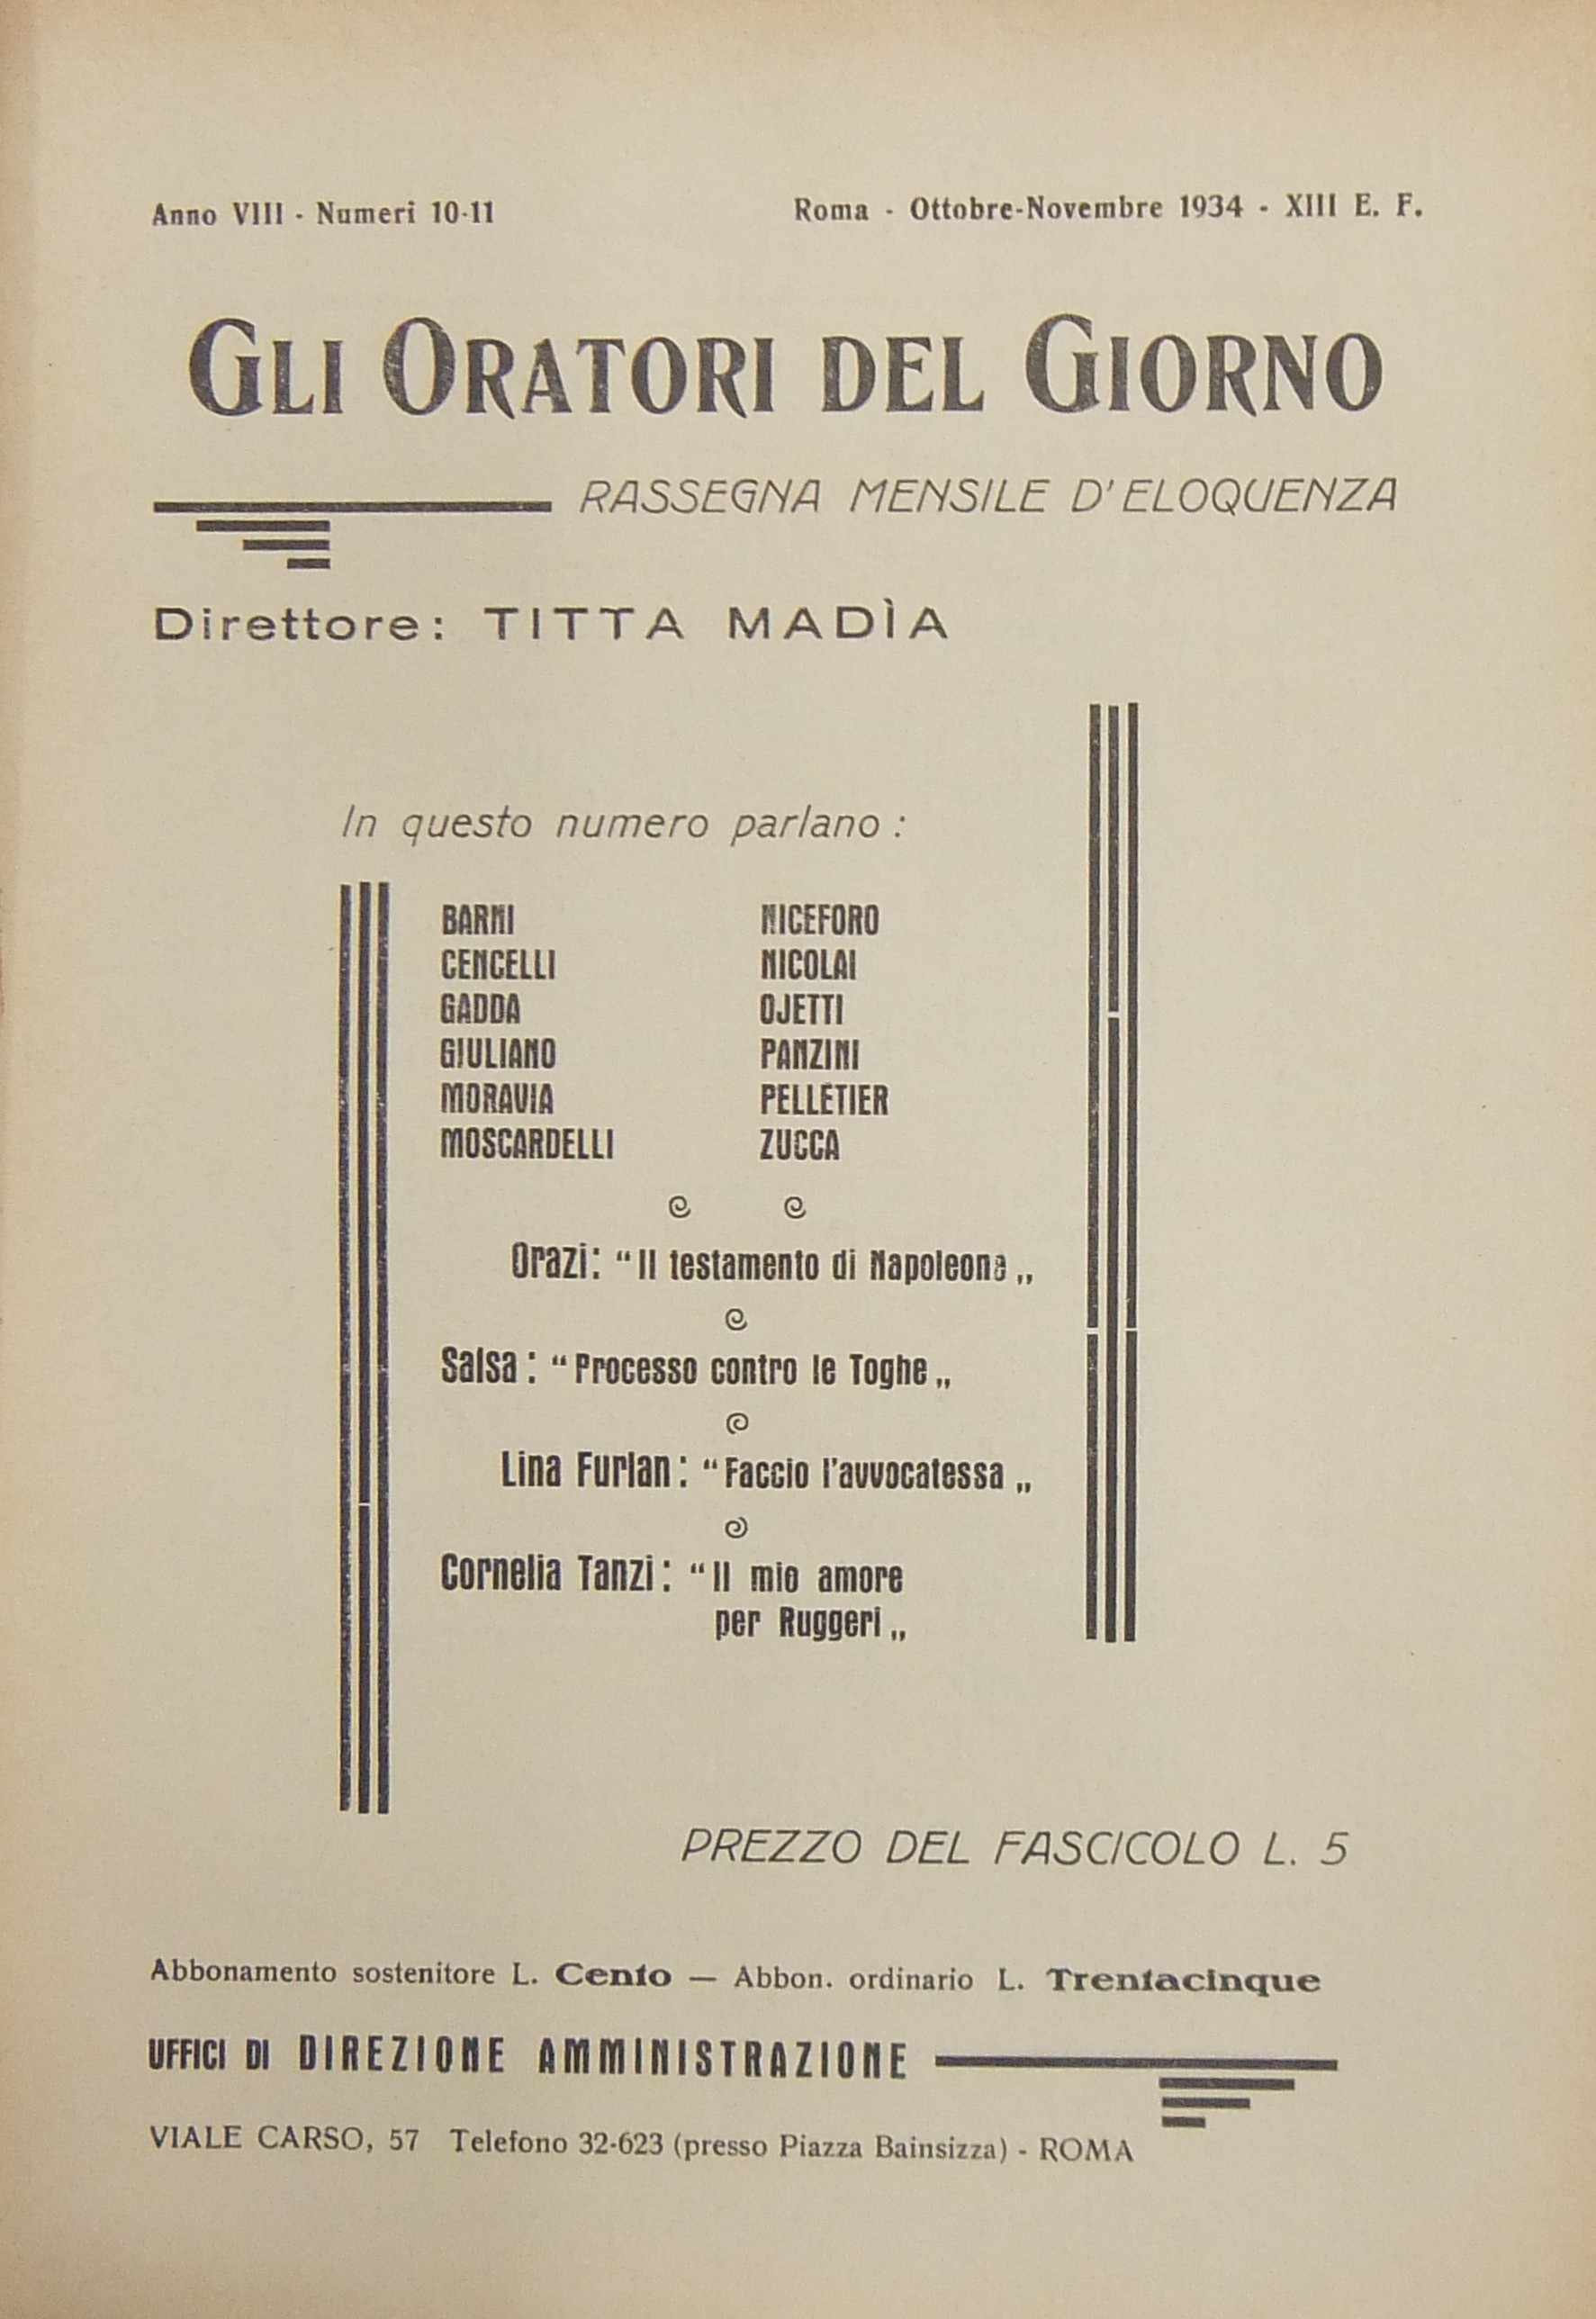 Anno VIII - Numeri 10-11
Roma - Ottobre-Novembre 1934 - XIII E. F.
GLI ORATORI DEL GIORNO
RASSEGNA MENSILE D'ELOQUENZA
Direttore: TITTA MADÌA
In questo numero parlano:
BARNI
CENCELLI
GADDA
GIULIANO
MORAVIA
MOSCARDELLI
NICEFORO
NICOLAI
OJETTI
PANZINI
PELLETIER
ZUCCA
Orazi: “Il testamento di Napoleone„
Salsa: “Processo contro le Toghe„
Lina Furlan: “Faccio l'avvocatessa„
Cornelia Tanzi: “Il mio amore
per Ruggeri„
PREZZO DEL FASCICOLO L. 5
Abbonamento sostenitore L. Cento — Abbon. ordinario L. Trentacinque
UFFICI DI DIREZIONE AMMINISTRAZIONE
VIALE CARSO, 57 Telefono 32-623 (presso Piazza Bainsizza) - ROMA